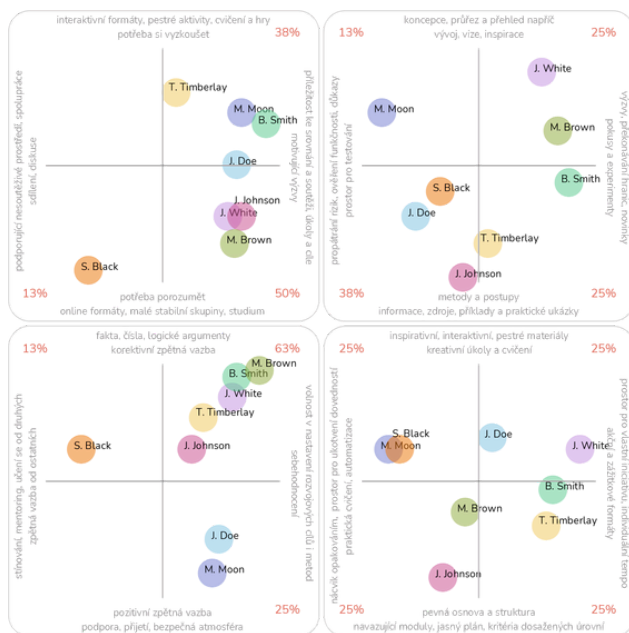 interaktivní formáty, pestré aktivity, cvičení a hry
potřeba si vyzkoušet
38%
podporující nesoutěživé prostředí, spolupráce
sdílení, diskuse
příležitost ke srovnání a soutěži, úkoly a cíle
motivující výzvy
T. Timberlay
M. Moon
B. Smith
J. Doe
J. Johnson
J. White
M. Brown
S. Black
13%
50%
potřeba porozumět
online formáty, malé stabilní skupiny, studium
13%
koncepce, průřez a přehled napříč
vývoj, vize, inspirace
25%
propátrání rizik, ověření funkčnosti, důkazy
prostor pro testování
výzvy, překonávání hranic, novinky
pokusy a experimenty
J. White
M. Moon
M. Brown
B. Smith
S. Black
J. Doe
T. Timberlay
J. Johnson
38%
25%
metody a postupy
informace, zdroje, příklady a praktické ukázky
13%
fakta, čísla, logické argumenty
korektivní zpětná vazba
63%
stínování, mentoring, učení se od druhých
zpětná vazba od ostatních
volnost v nastavení rozvojových cílů i metod
sebehodnocení
M. Brown
B. Smith
J. White
T. Timberlay
S. Black
J. Johnson
J. Doe
M. Moon
pozitivní zpětná vazba
25%
podpora, přijetí, bezpečná atmosféra
25%
inspirativní, interaktivní, pestré materiály
kreativní úkoly a cvičení
25%
nácvik opakováním, prostor pro ukotvení dovedností
praktická cvičení, automatizace
prostor pro vlastní iniciativu, individuální tempo
akční a zážitkové formáty
S. Black
M. Moon
J. Doe
J. White
B. Smith
M. Brown
T. Timberlay
J. Johnson
25%
pevná osnova a struktura
25%
navazující moduly, jasný plán, kritéria dosažených úrovní